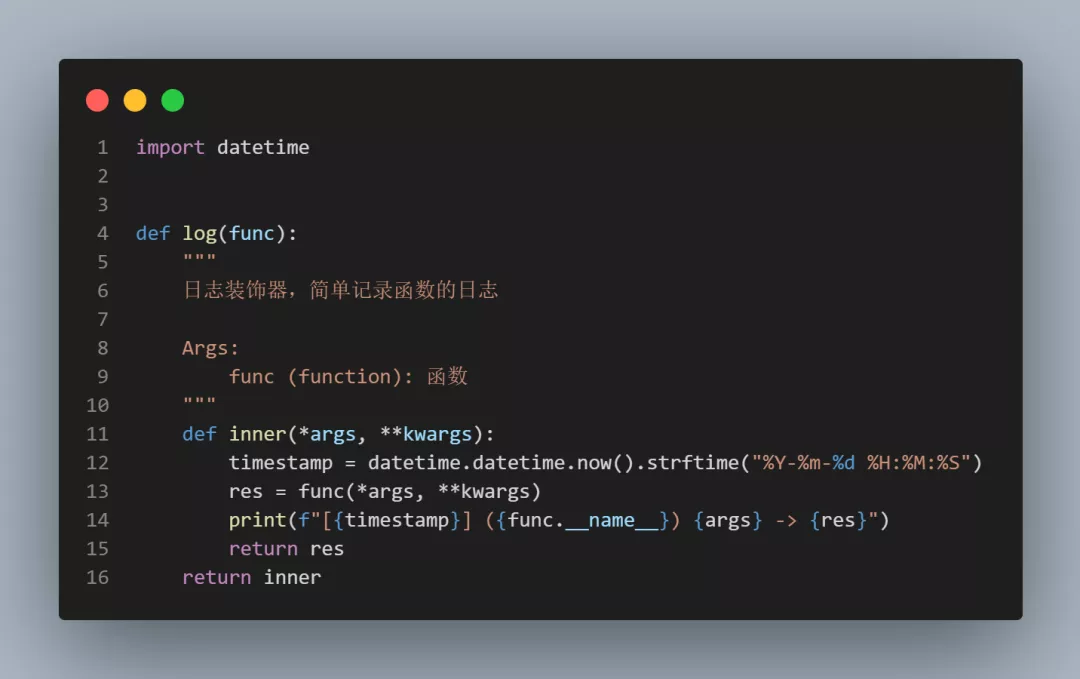 1 import datetime
2
3
4 def log(func):
5     """
6     日志装饰器，简单记录函数的日志
7
8     Args:
9         func (function): 函数
10     """
11     def inner(*args, **kwargs):
12         timestamp = datetime.datetime.now().strftime("%Y-%m-%d %H:%M:%S")
13         res = func(*args, **kwargs)
14         print(f"[{timestamp}] ({func.__name__}) {args} -> {res}")
15         return res
16     return inner